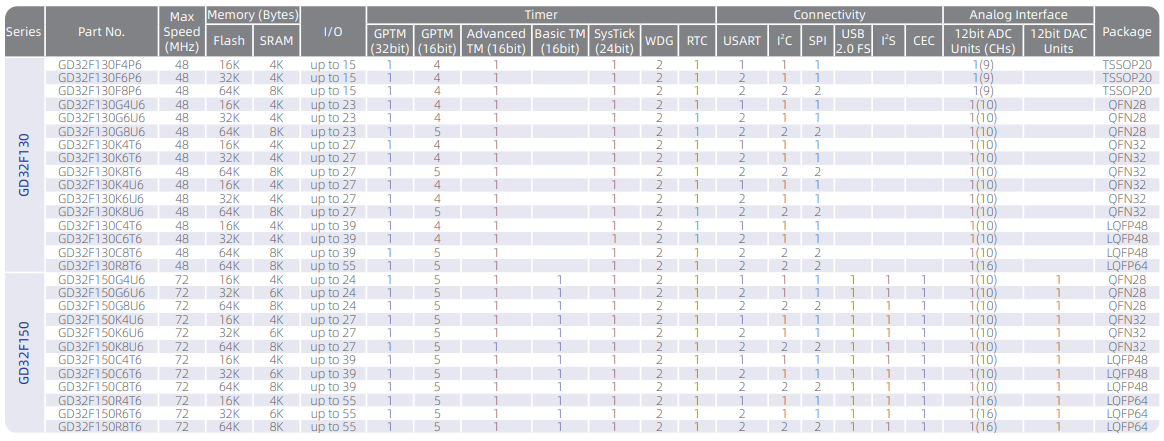 Series Part No. Max Speed (MHz) Memory (Bytes) I/O Timer Connectivity Analog Interface Package
Flash SRAM GPTM (32bit) GPTM (16bit) Advanced TM (16bit) Basic TM (16bit) SysTick (24bit) WDG RTC USART I²C SPI USB 2.0 FS I²S CEC 12bit ADC Units (CHs) 12bit DAC Units
GD32F130
GD32F130F4P6 48 16K 4K up to 15 1 4 1 1 2 1 1 1 1 1(9) TSSOP20
GD32F130F6P6 48 32K 4K up to 15 1 4 1 1 2 1 2 1 1 1(9) TSSOP20
GD32F130F8P6 48 64K 8K up to 15 1 4 1 1 2 1 2 2 2 1(9) TSSOP20
GD32F130G4U6 48 16K 4K up to 23 1 4 1 1 2 1 1 1 1 1(10) QFN28
GD32F130G6U6 48 32K 4K up to 23 1 4 1 1 2 1 2 1 1 1(10) QFN28
GD32F130G8U6 48 64K 8K up to 23 1 5 1 1 2 1 2 2 2 1(10) QFN28
GD32F130K4T6 48 16K 4K up to 27 1 4 1 1 2 1 1 1 1 1(10) QFN32
GD32F130K6T6 48 32K 4K up to 27 1 4 1 1 2 1 2 1 1 1(10) QFN32
GD32F130K8T6 48 64K 8K up to 27 1 5 1 1 2 1 2 2 2 1(10) QFN32
GD32F130K4U6 48 16K 4K up to 27 1 4 1 1 2 1 1 1 1 1(10) QFN32
GD32F130K6U6 48 32K 4K up to 27 1 4 1 1 2 1 2 1 1 1(10) QFN32
GD32F130K8U6 48 64K 8K up to 27 1 5 1 1 2 1 2 2 2 1(10) QFN32
GD32F130C4T6 48 16K 4K up to 39 1 4 1 1 2 1 1 1 1 1(10) LQFP48
GD32F130C6T6 48 32K 4K up to 39 1 4 1 1 2 1 2 1 1 1(10) LQFP48
GD32F130C8T6 48 64K 8K up to 39 1 5 1 1 2 1 2 2 2 1(10) LQFP48
GD32F130R8T6 48 64K 8K up to 55 1 5 1 1 2 1 2 2 2 1(16) LQFP64
GD32F150
GD32F150G4U6 72 16K 4K up to 24 1 5 1 1 1 2 1 1 1 1 1 1 1 1(10) 1 QFN28
GD32F150G6U6 72 32K 6K up to 24 1 5 1 1 1 2 1 2 1 1 1 1 1 1(10) 1 QFN28
GD32F150G8U6 72 64K 8K up to 24 1 5 1 1 1 2 1 2 2 2 1 1 1 1(10) 1 QFN28
GD32F150K4U6 72 16K 4K up to 27 1 5 1 1 1 2 1 1 1 1 1 1 1 1(10) 1 QFN32
GD32F150K6U6 72 32K 6K up to 27 1 5 1 1 1 2 1 2 1 1 1 1 1 1(10) 1 QFN32
GD32F150K8U6 72 64K 8K up to 27 1 5 1 1 1 2 1 2 2 2 1 1 1 1(10) 1 QFN32
GD32F150C4T6 72 16K 4K up to 39 1 5 1 1 1 2 1 1 1 1 1 1 1 1(10) 1 LQFP48
GD32F150C6T6 72 32K 6K up to 39 1 5 1 1 1 2 1 2 1 1 1 1 1 1(10) 1 LQFP48
GD32F150C8T6 72 64K 8K up to 39 1 5 1 1 1 2 1 2 2 2 1 1 1 1(10) 1 LQFP48
GD32F150R4T6 72 16K 4K up to 55 1 5 1 1 1 2 1 1 1 1 1 1 1 1(16) 1 LQFP64
GD32F150R6T6 72 32K 6K up to 55 1 5 1 1 1 2 1 2 1 1 1 1 1 1(16) 1 LQFP64
GD32F150R8T6 72 64K 8K up to 55 1 5 1 1 1 2 1 2 2 2 1 1 1 1(16) 1 LQFP64